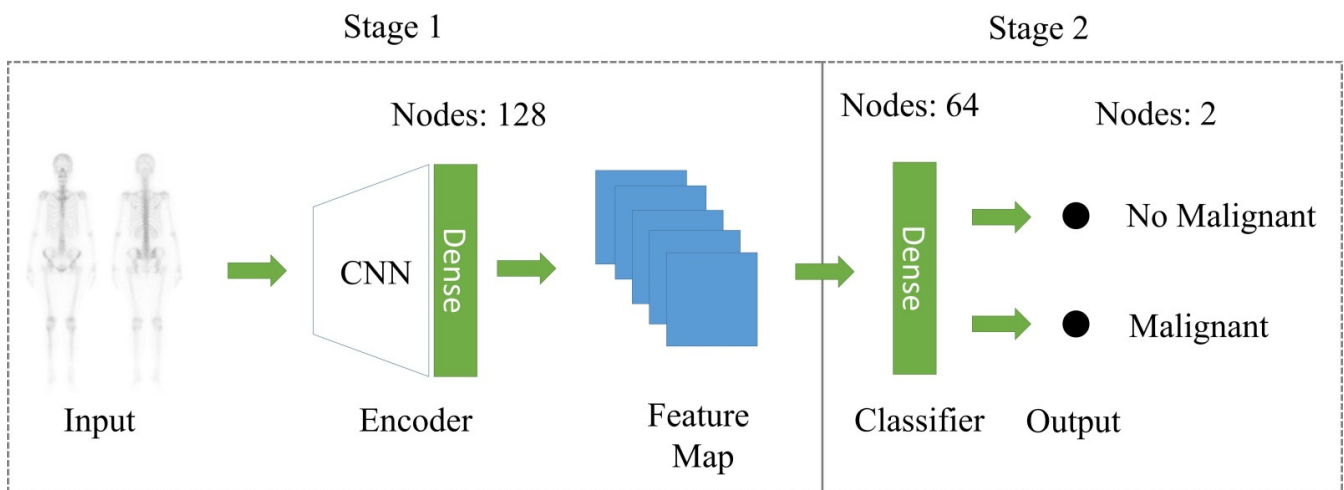 Stage 1
Stage 2
Nodes: 128
Nodes: 64
Nodes: 2
CNN
Dense
Dense
No Malignant
Malignant
Input
Encoder
Feature
Map
Classifier
Output